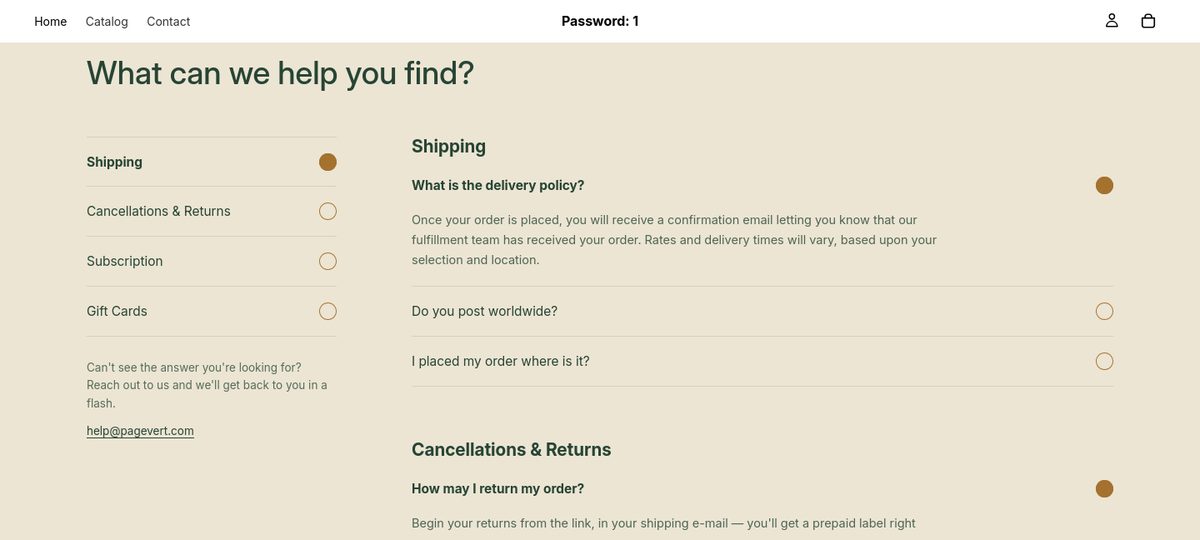 Home Catalog Contact
Password: 1
What can we help you find?
Shipping
Cancellations & Returns
Subscription
Gift Cards
Can't see the answer you're looking for?
Reach out to us and we'll get back to you in a
flash.
help@pagevert.com
Shipping
What is the delivery policy?
Once your order is placed, you will receive a confirmation email letting you know that our
fulfillment team has received your order. Rates and delivery times will vary, based upon your
selection and location.
Do you post worldwide?
I placed my order where is it?
Cancellations & Returns
How may I return my order?
Begin your returns from the link, in your shipping e-mail — you'll get a prepaid label right